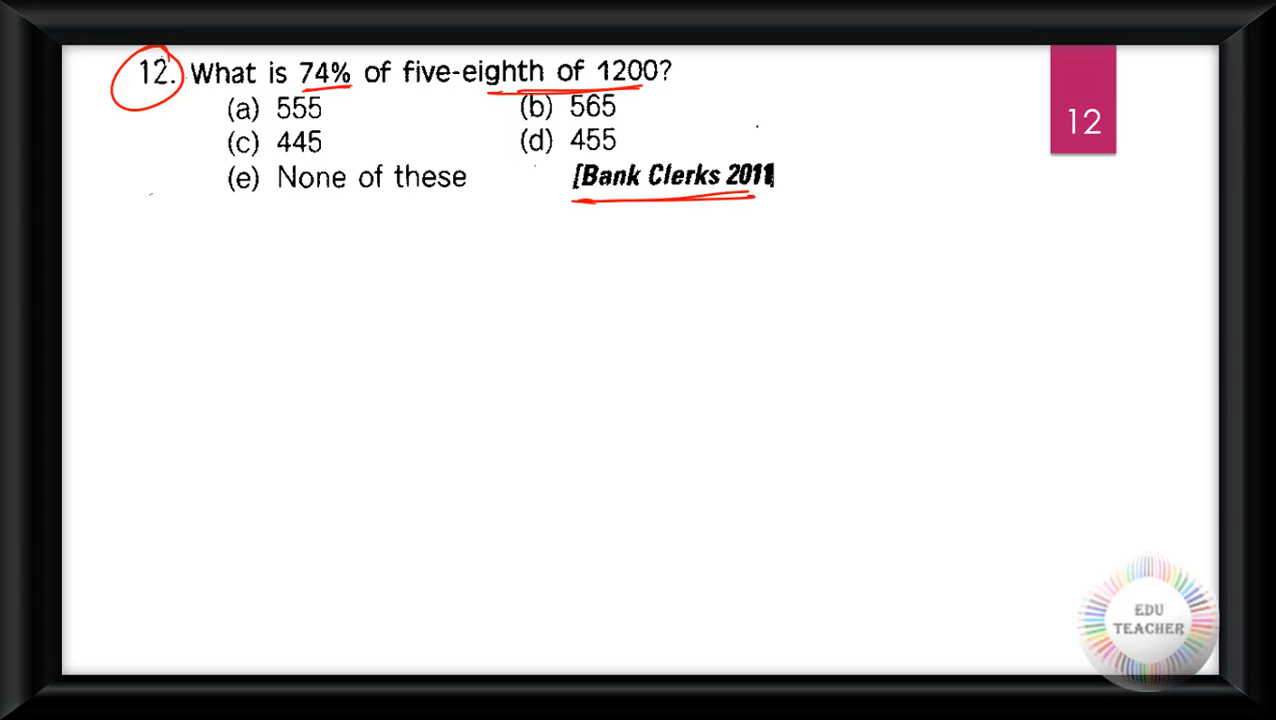 12. What is 74% of five-eighth of 1200?
(a) 555 (b) 565
(c) 445 (d) 455
(e) None of these [Bank Clerks 2011
12
EDU
TEACHER